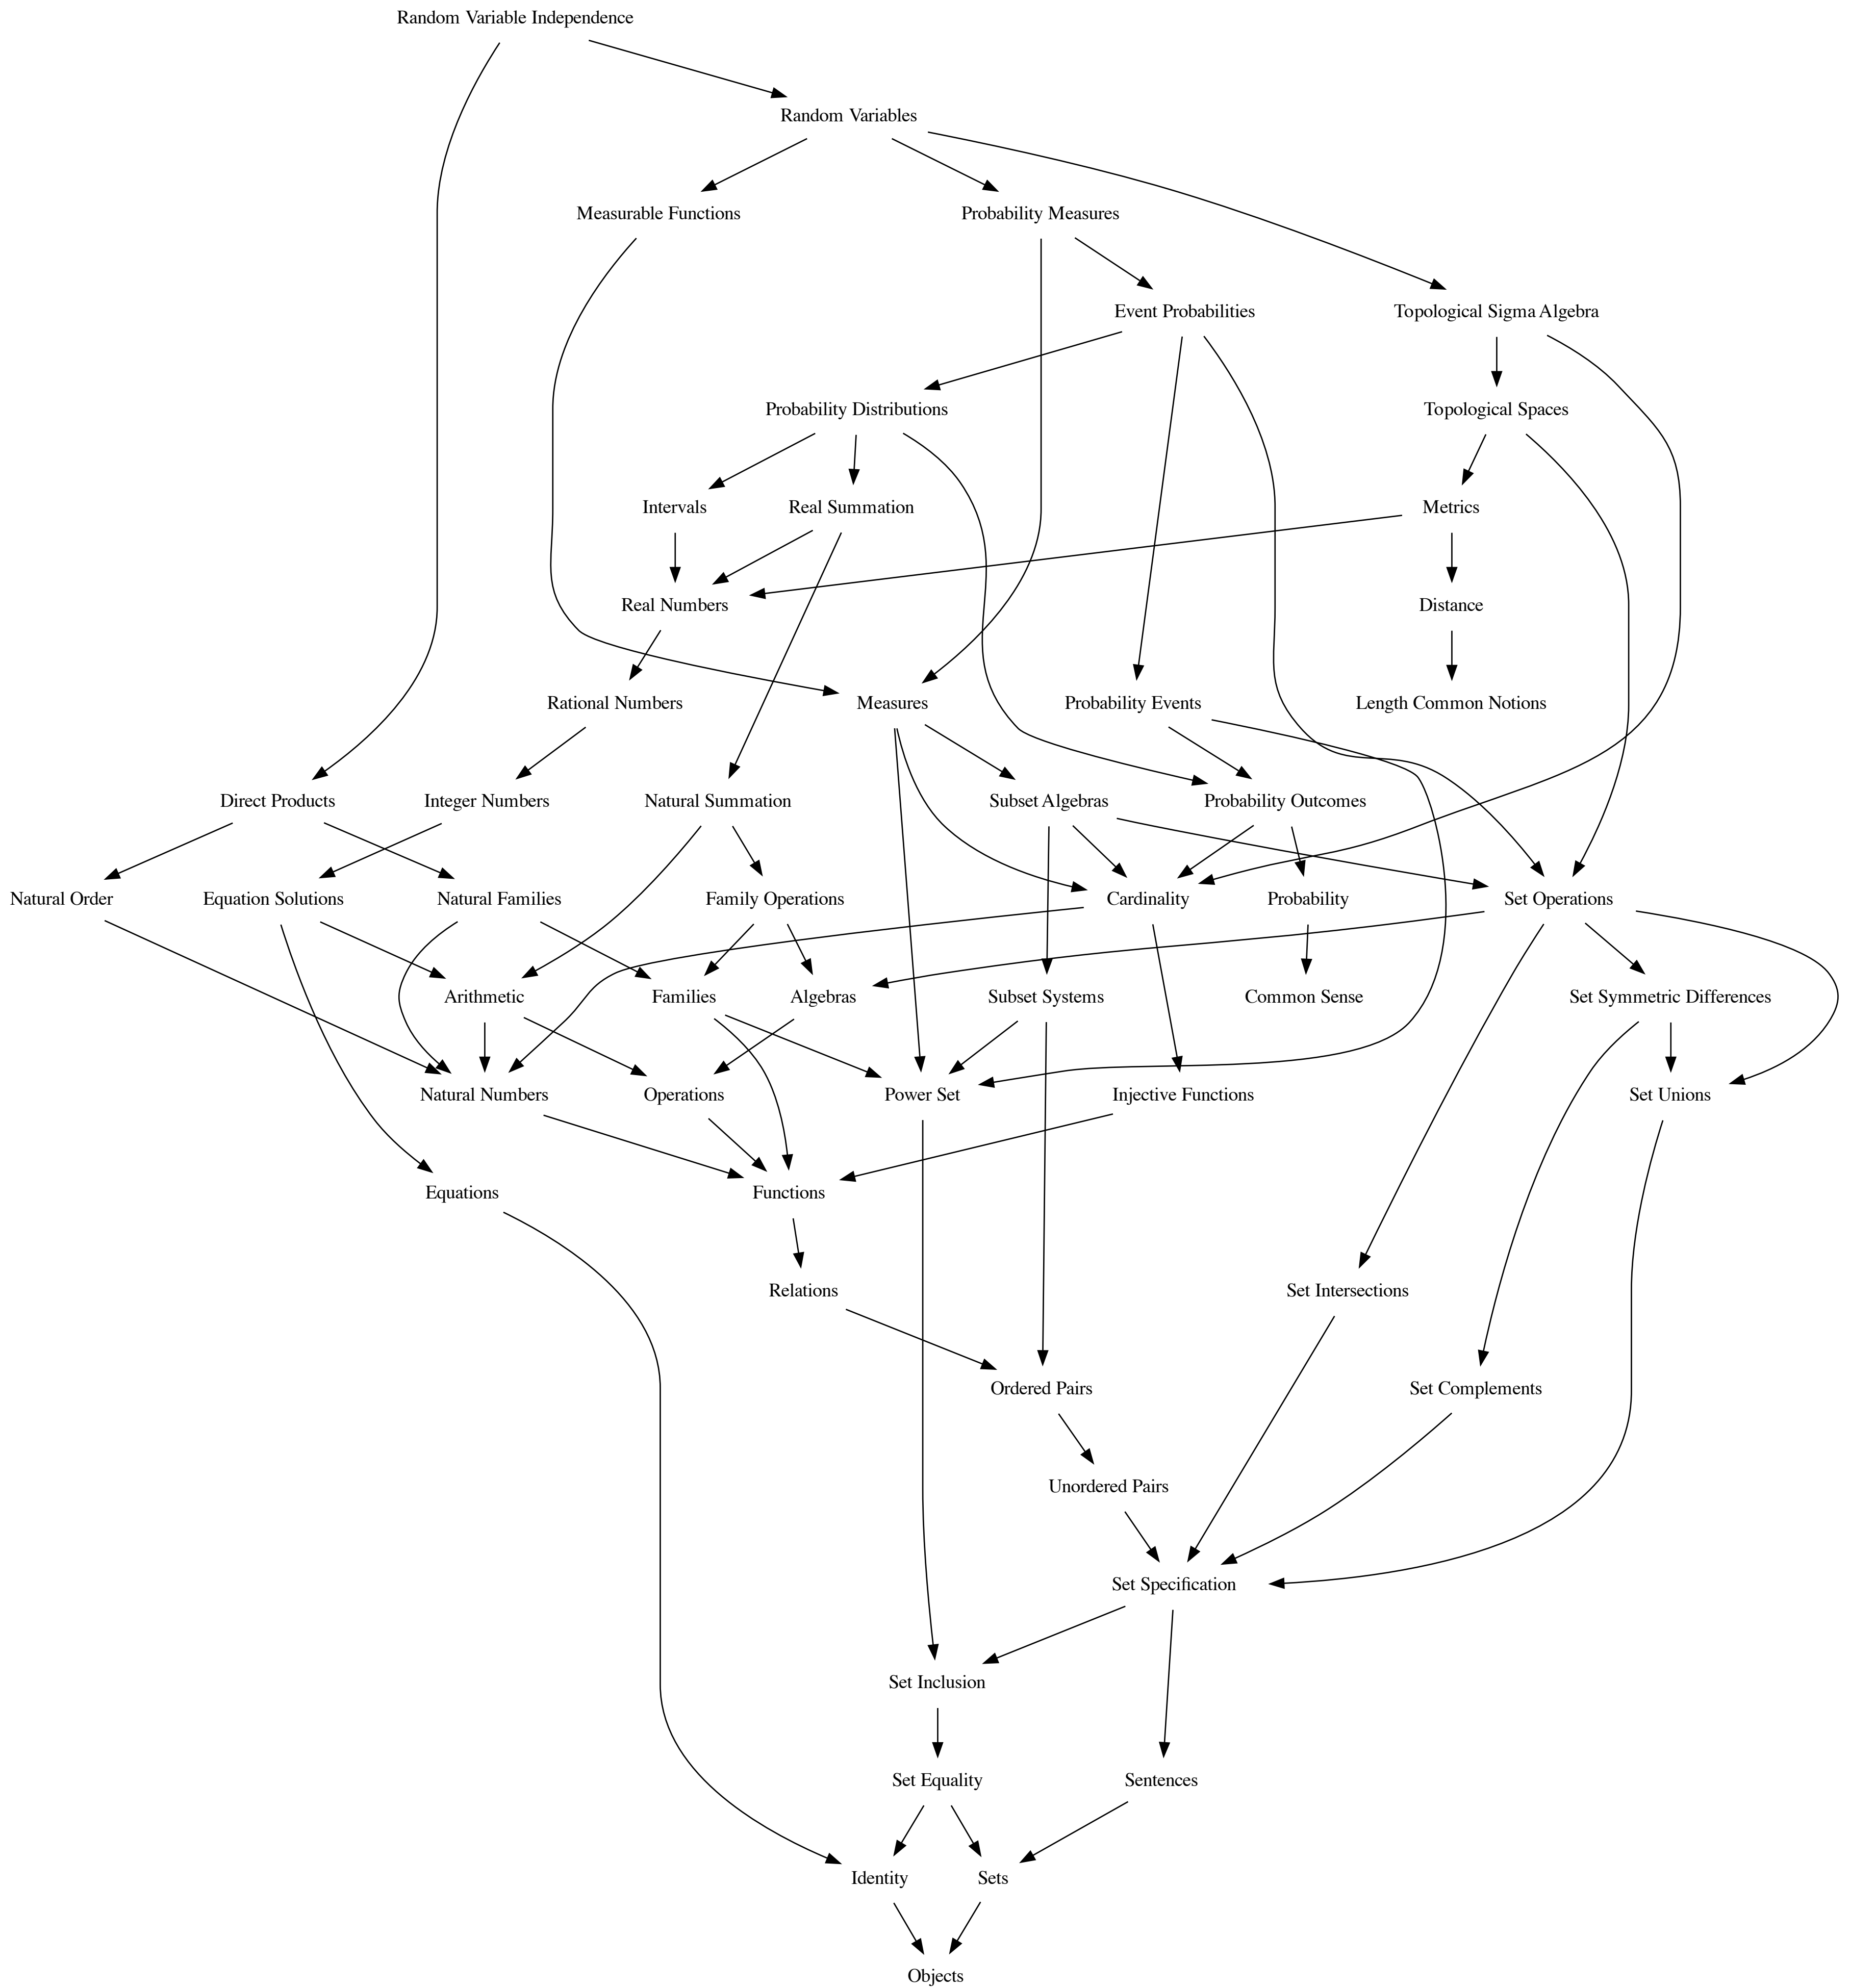 Random Variable Independence
Random Variables
Measurable Functions
Probability Measures
Event Probabilities
Topological Sigma Algebra
Probability Distributions
Topological Spaces
Intervals
Real Summation
Metrics
Real Numbers
Distance
Rational Numbers
Measures
Probability Events
Length Common Notions
Direct Products
Integer Numbers
Natural Summation
Subset Algebras
Probability Outcomes
Natural Order
Equation Solutions
Natural Families
Family Operations
Cardinality
Probability
Set Operations
Arithmetic
Families
Algebras
Subset Systems
Common Sense
Set Symmetric Differences
Natural Numbers
Operations
Power Set
Injective Functions
Set Unions
Equations
Functions
Relations
Set Intersections
Ordered Pairs
Set Complements
Unordered Pairs
Set Specification
Set Inclusion
Set Equality
Sentences
Identity
Sets
Objects